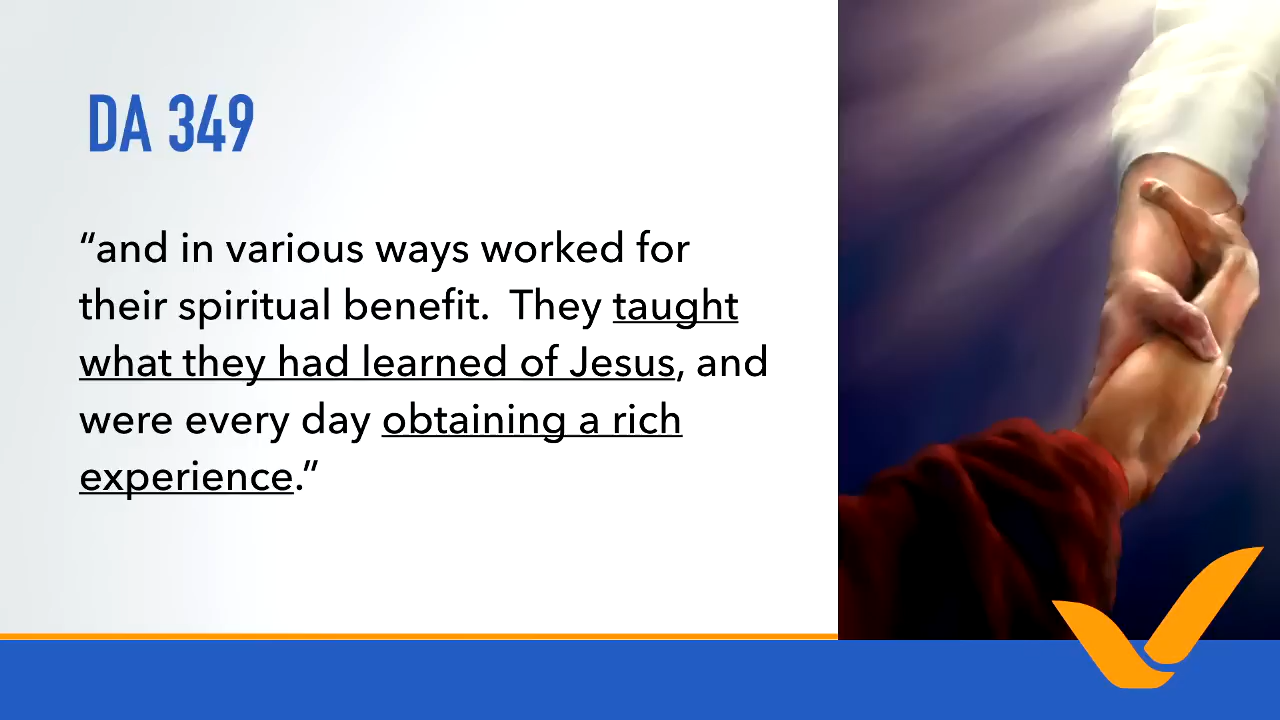 DA 349
“and in various ways worked for
their spiritual benefit.  They taught
what they had learned of Jesus, and
were every day obtaining a rich
experience.”